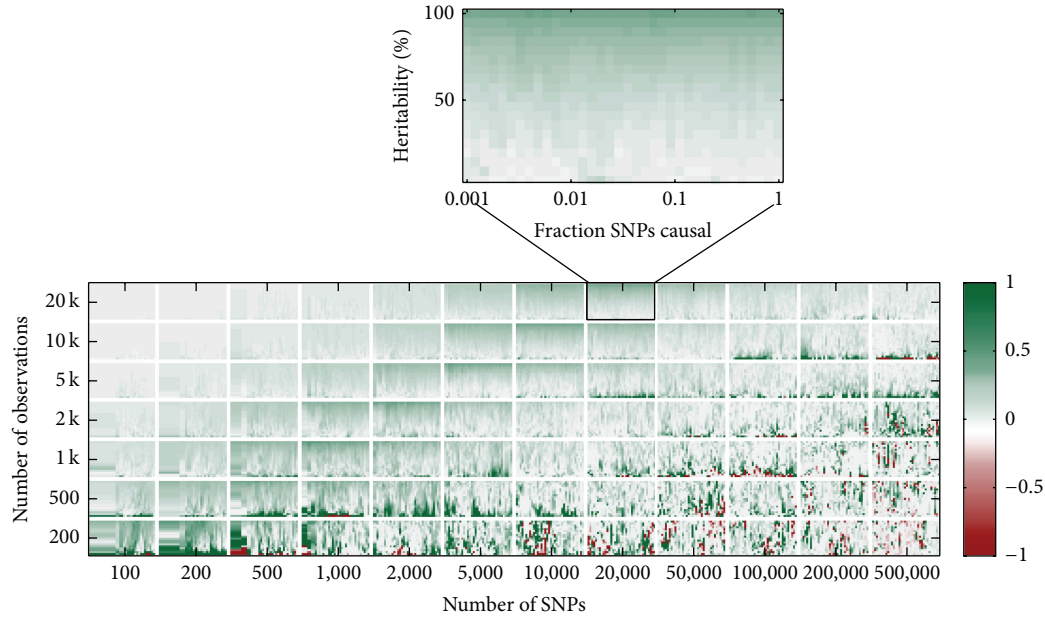 Heritability (%)
100
50
0.001 0.01 0.1 1
Fraction SNPs causal
Number of observations
20 k
10 k
5 k
2 k
1 k
500
200
100 200 500 1,000 2,000 5,000 10,000 20,000 50,000 100,000 200,000 500,000
Number of SNPs
1
0.5
0
−0.5
−1